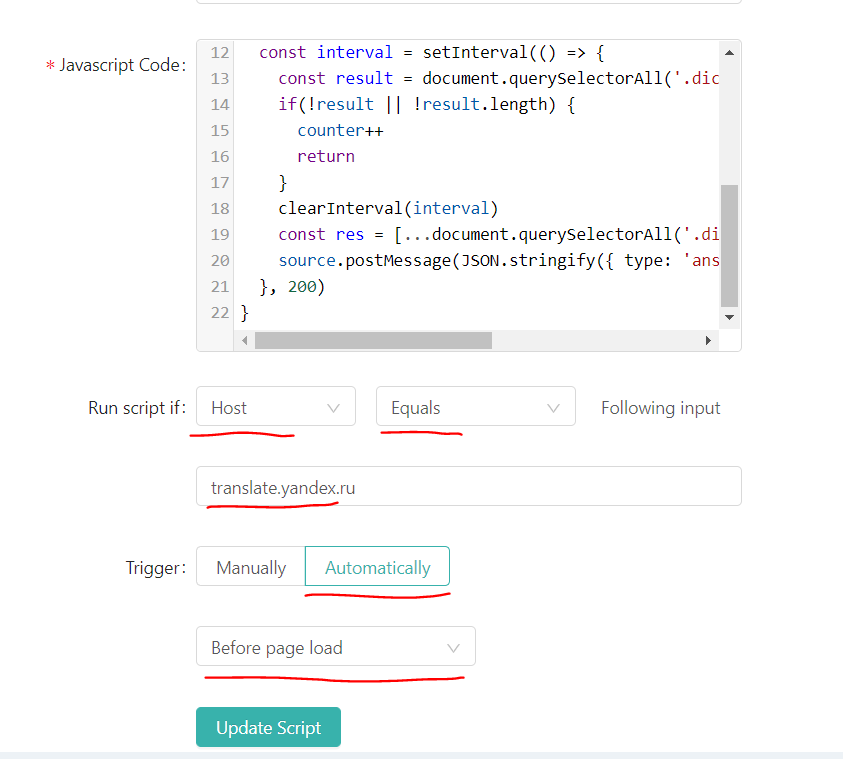 * Javascript Code:
12 const interval = setInterval(() => {
13 const result = document.querySelectorAll('.dic
14 if(!result || !result.length) {
15 counter++
16 return
17 }
18 clearInterval(interval)
19 const res = [...document.querySelectorAll('.di
20 source.postMessage(JSON.stringify({ type: 'ans
21 }, 200)
22 }
Run script if: Host Equals Following input
translate.yandex.ru
Trigger: Manually Automatically
Before page load
Update Script